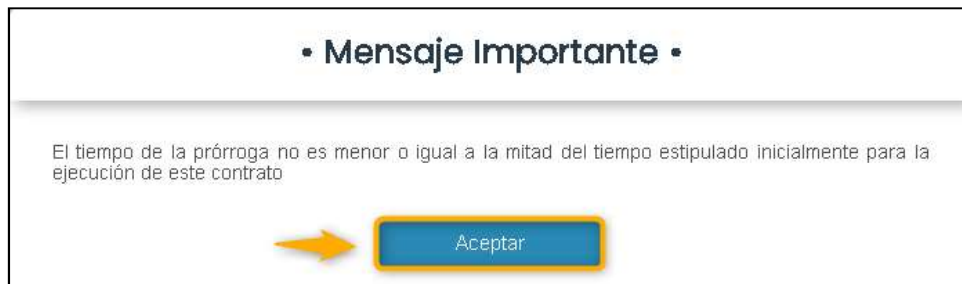 • Mensaje Importante •
El tiempo de la prórroga no es menor o igual a la mitad del tiempo estipulado inicialmente para la
ejecución de este contrato
Aceptar